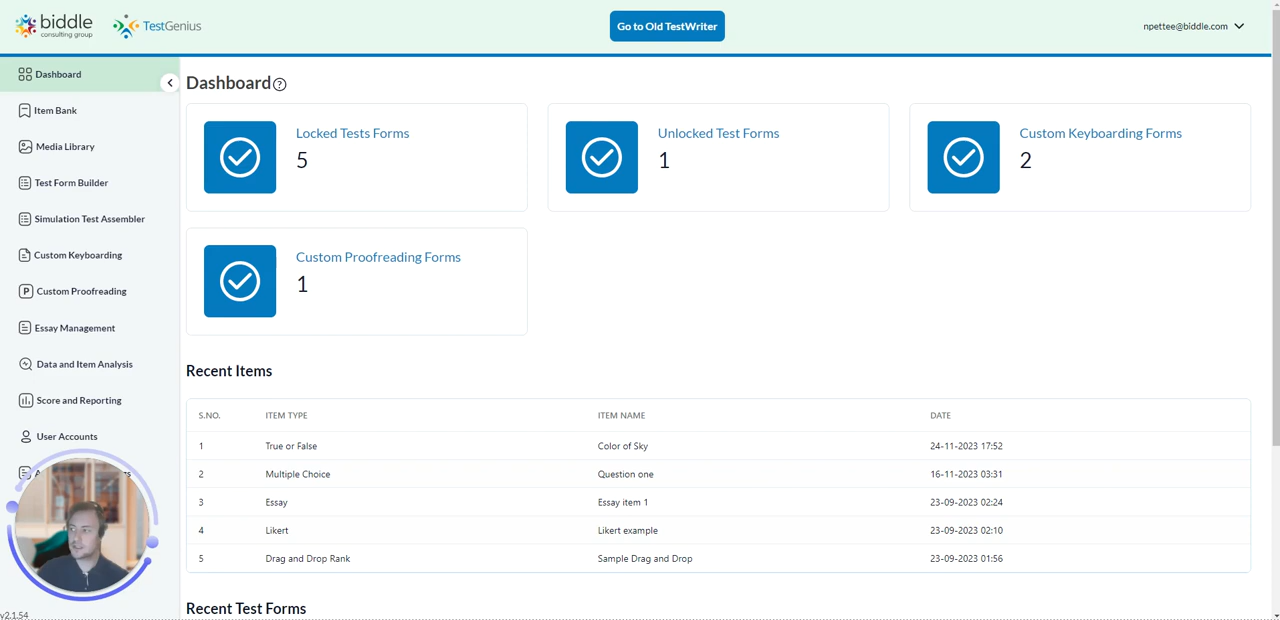 biddle
consulting group
TestGenius
Go to Old TestWriter
npettee@biddle.com
Dashboard
Item Bank
Media Library
Test Form Builder
Simulation Test Assembler
Custom Keyboarding
Custom Proofreading
Essay Management
Data and Item Analysis
Score and Reporting
User Accounts
v2.1.54
Dashboard ?
Locked Tests Forms
5
Unlocked Test Forms
1
Custom Keyboarding Forms
2
Custom Proofreading Forms
1
Recent Items
S.NO. ITEM TYPE ITEM NAME DATE
1 True or False Color of Sky 24-11-2023 17:52
2 Multiple Choice Question one 16-11-2023 03:31
3 Essay Essay item 1 23-09-2023 02:24
4 Likert Likert example 23-09-2023 02:10
5 Drag and Drop Rank Sample Drag and Drop 23-09-2023 01:56
Recent Test Forms